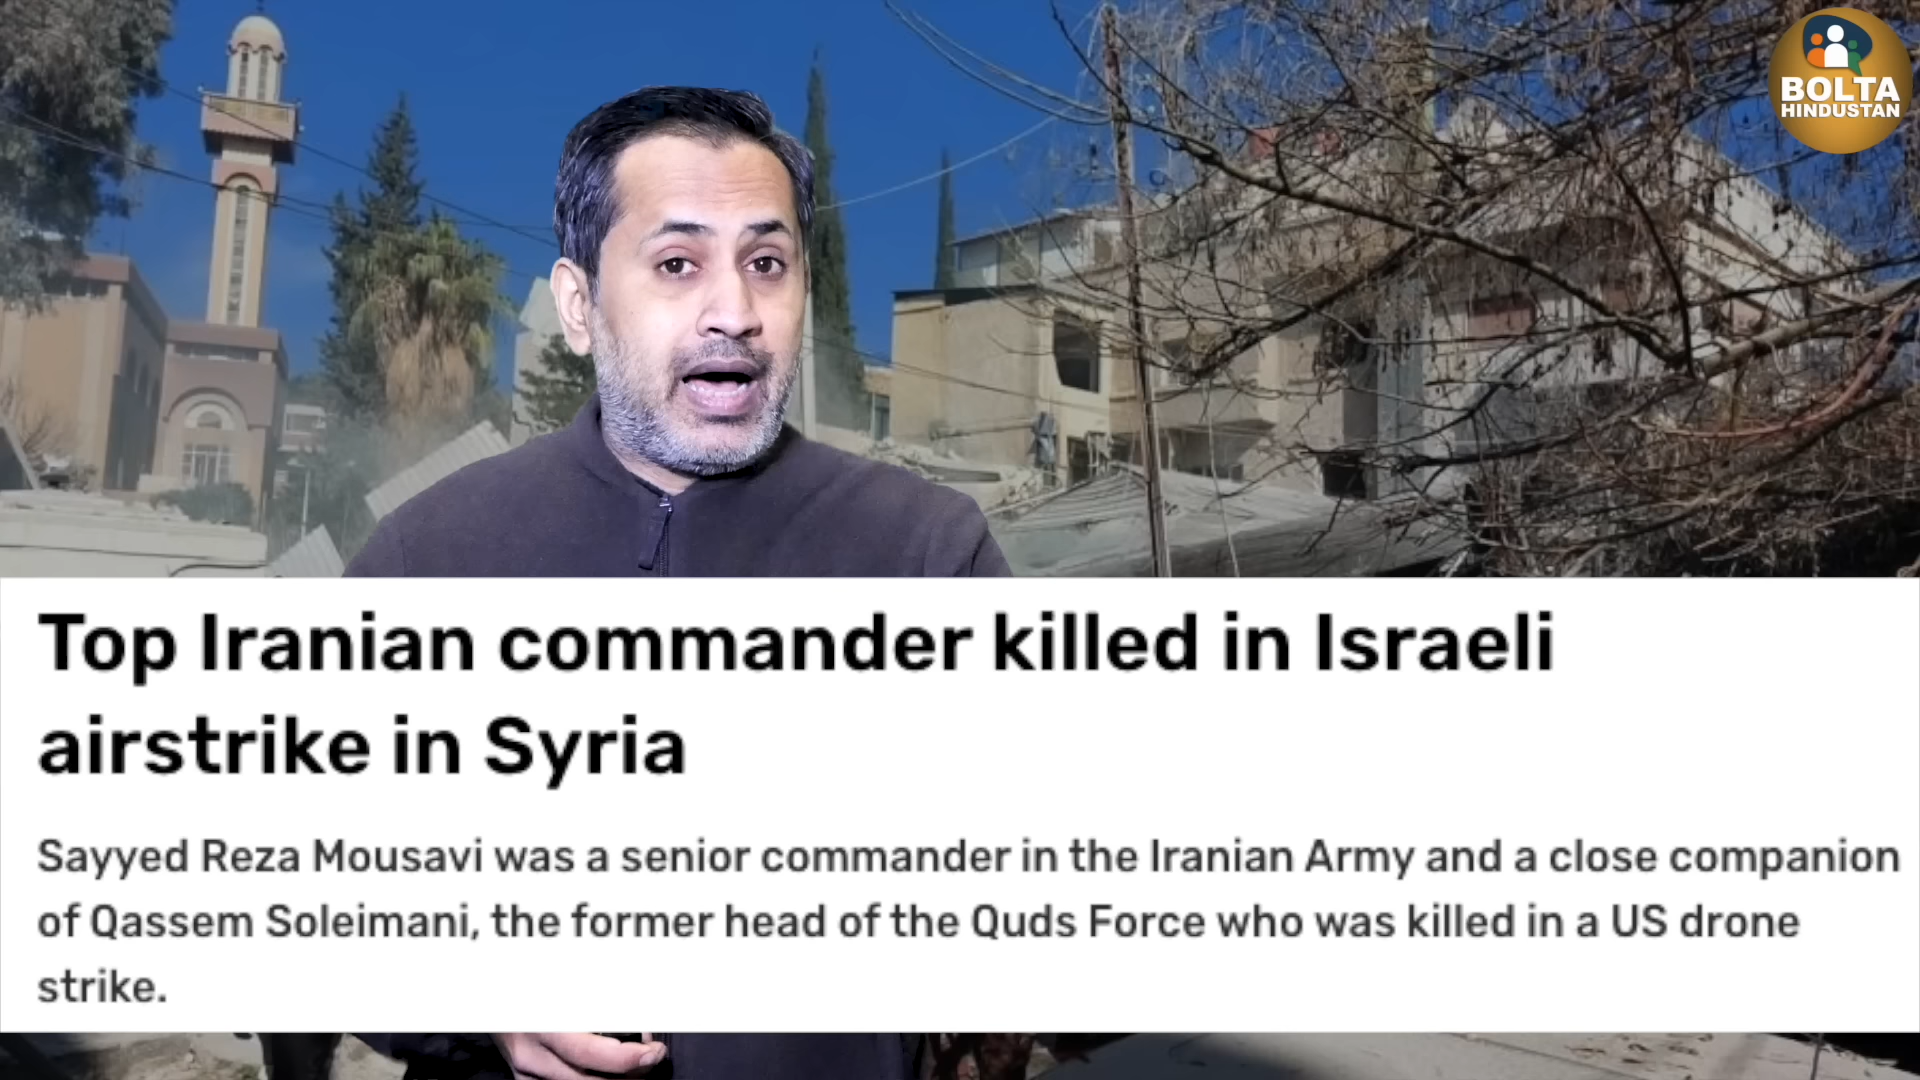 BOLTA
HINDUSTAN
Top Iranian commander killed in Israeli
airstrike in Syria
Sayyed Reza Mousavi was a senior commander in the Iranian Army and a close companion
of Qassem Soleimani, the former head of the Quds Force who was killed in a US drone
strike.